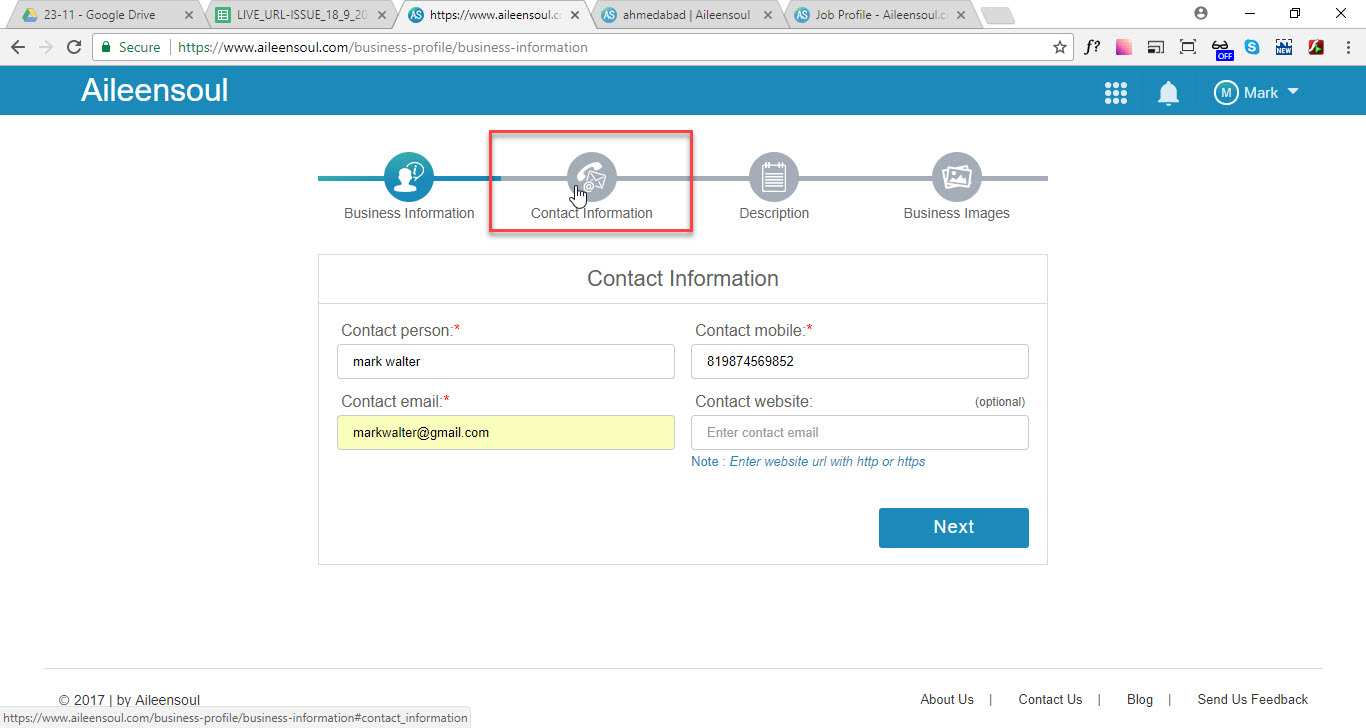 23-11 - Google Drive
LIVE_URL-ISSUE_18_9_20
https://www.aileensoul.c
ahmedabad | Aileensoul
Job Profile - Aileensoul.c
Secure
https://www.aileensoul.com/business-profile/business-information
f?
OFF
NEW
Aileensoul
M
Mark
Business Information
Contact Information
Description
Business Images
Contact Information
Contact person:*
Contact mobile:*
mark walter
819874569852
Contact email:*
Contact website:
(optional)
markwalter@gmail.com
Enter contact email
Note : Enter website url with http or https
Next
© 2017 | by Aileensoul
About Us |
Contact Us |
Blog |
Send Us Feedback
https://www.aileensoul.com/business-profile/business-information#contact_information